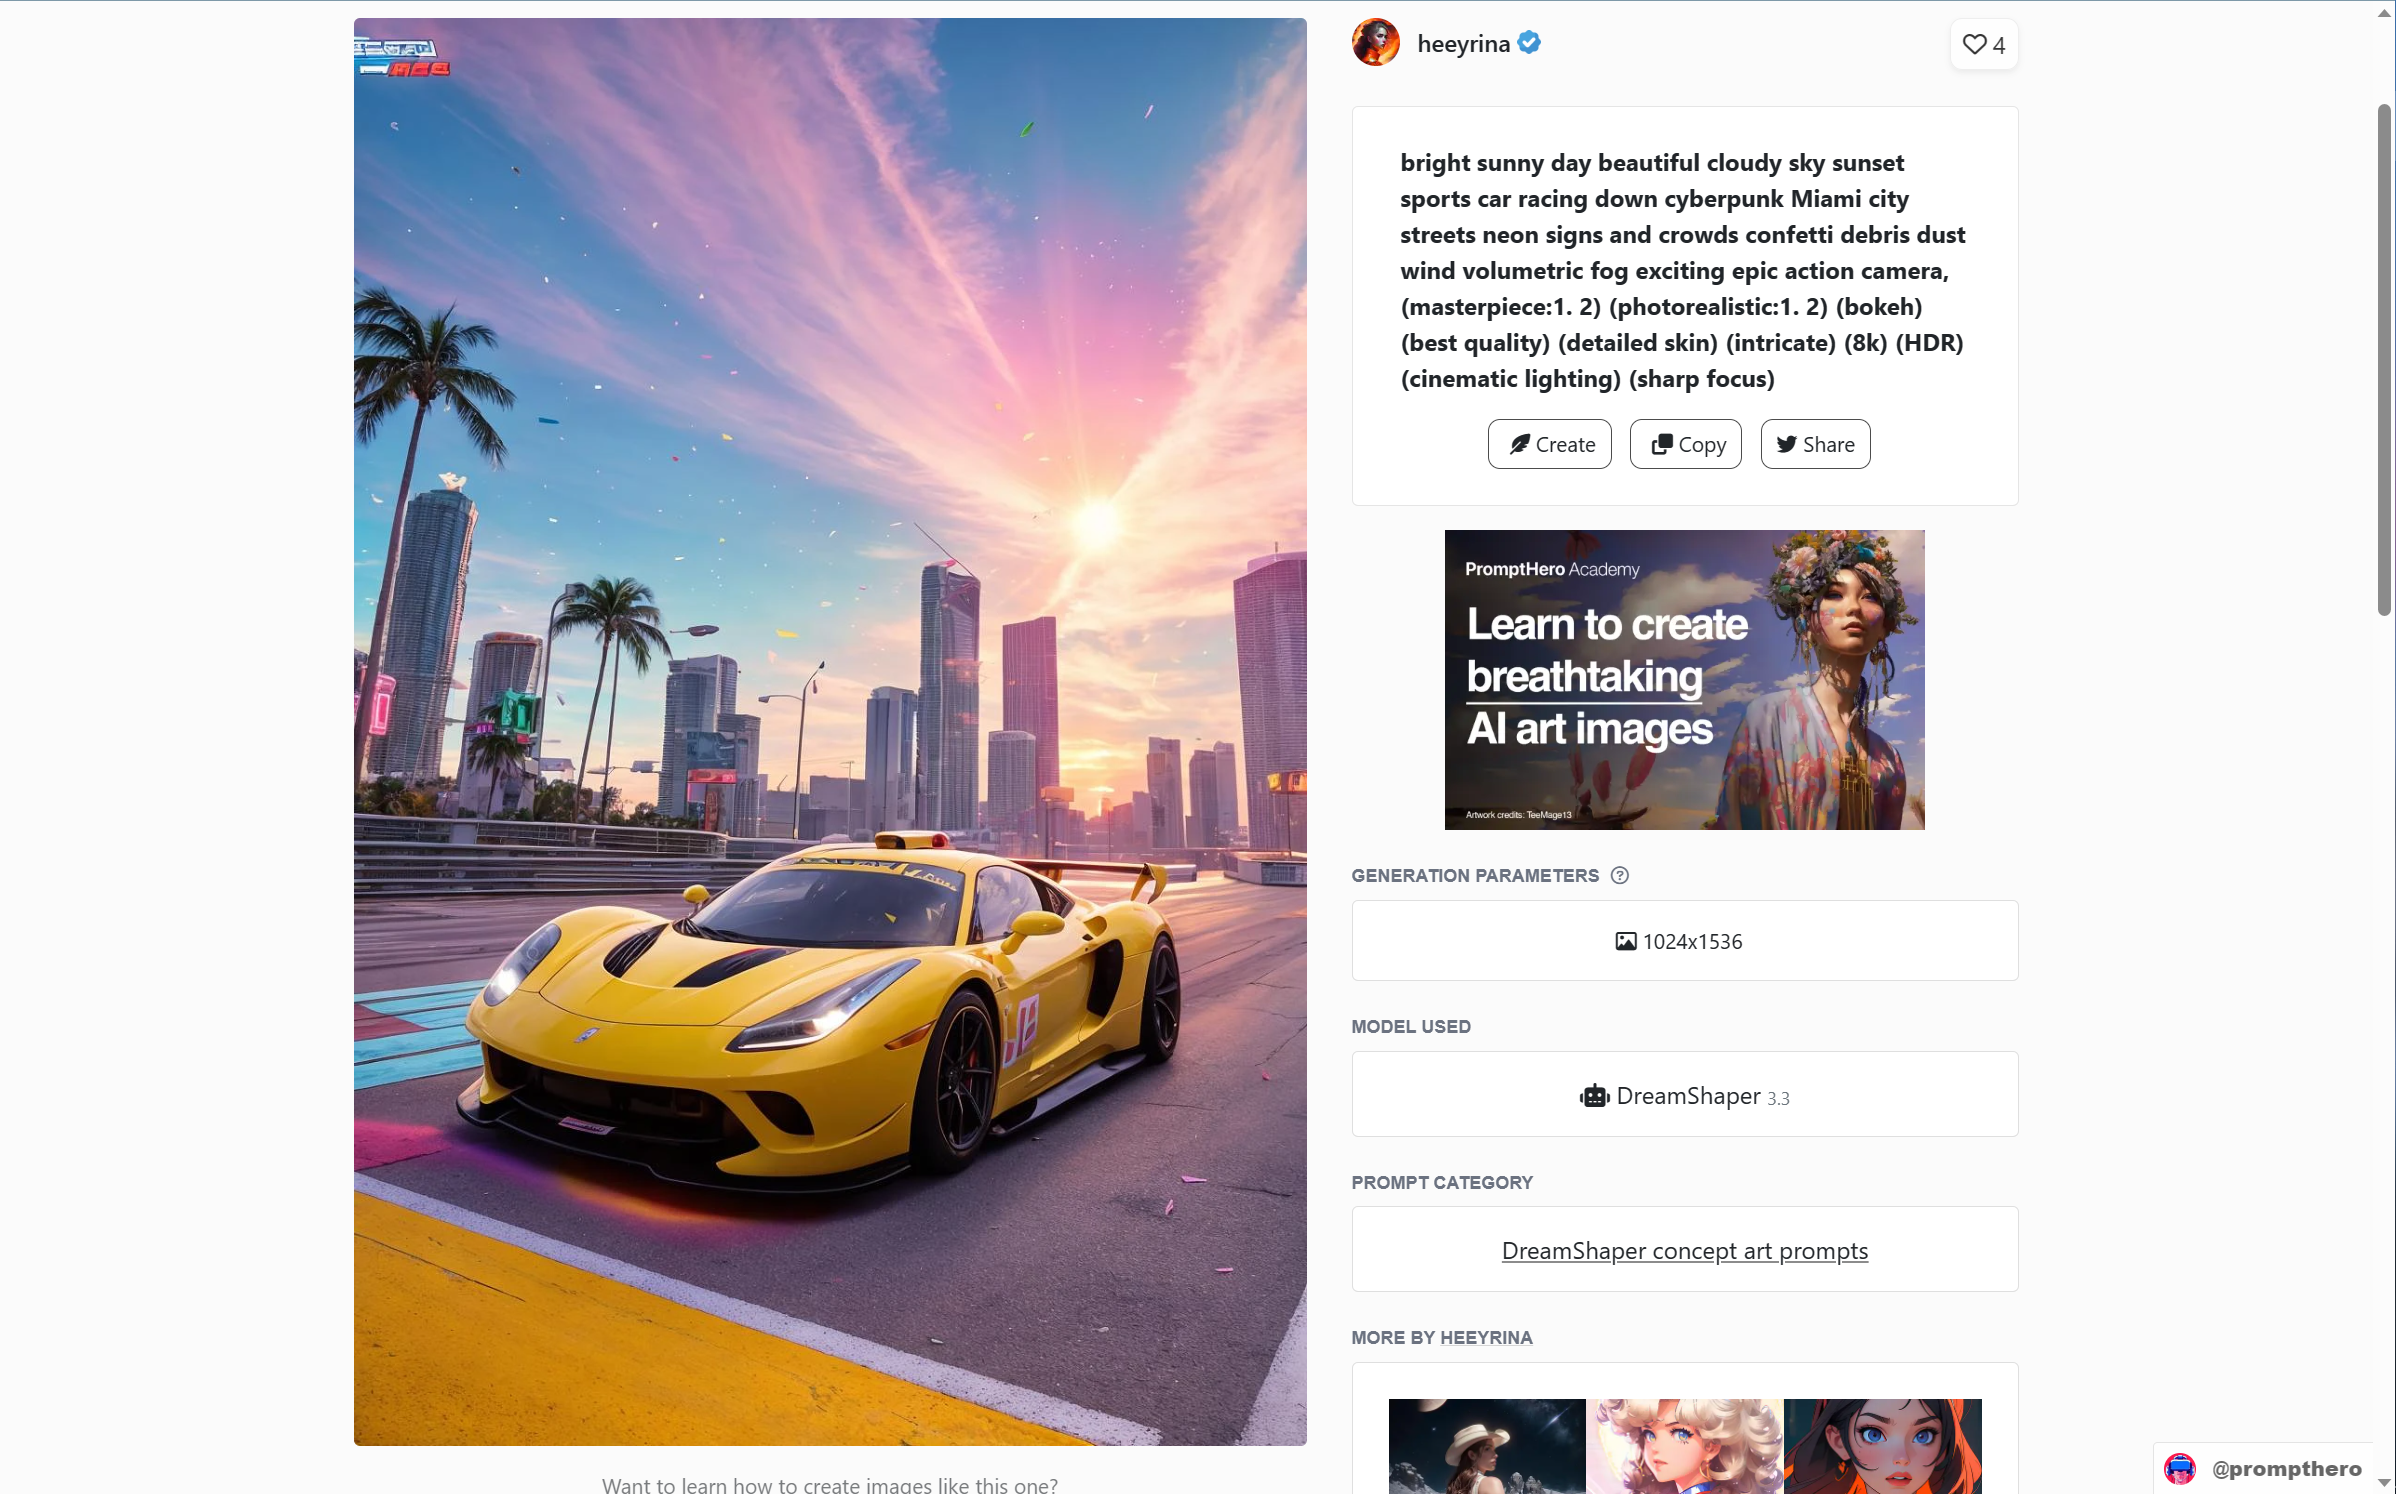 heeyrina
4
bright sunny day beautiful cloudy sky sunset
sports car racing down cyberpunk Miami city
streets neon signs and crowds confetti debris dust
wind volumetric fog exciting epic action camera,
(masterpiece:1. 2) (photorealistic:1. 2) (bokeh)
(best quality) (detailed skin) (intricate) (8k) (HDR)
(cinematic lighting) (sharp focus)
Create
Copy
Share
PromptHero Academy
Learn to create
breathtaking
AI art images
Artwork credits: TeeMage13
GENERATION PARAMETERS
1024x1536
MODEL USED
DreamShaper 3.3
PROMPT CATEGORY
DreamShaper concept art prompts
MORE BY HEEYRINA
Want to learn how to create images like this one?
@prompthero